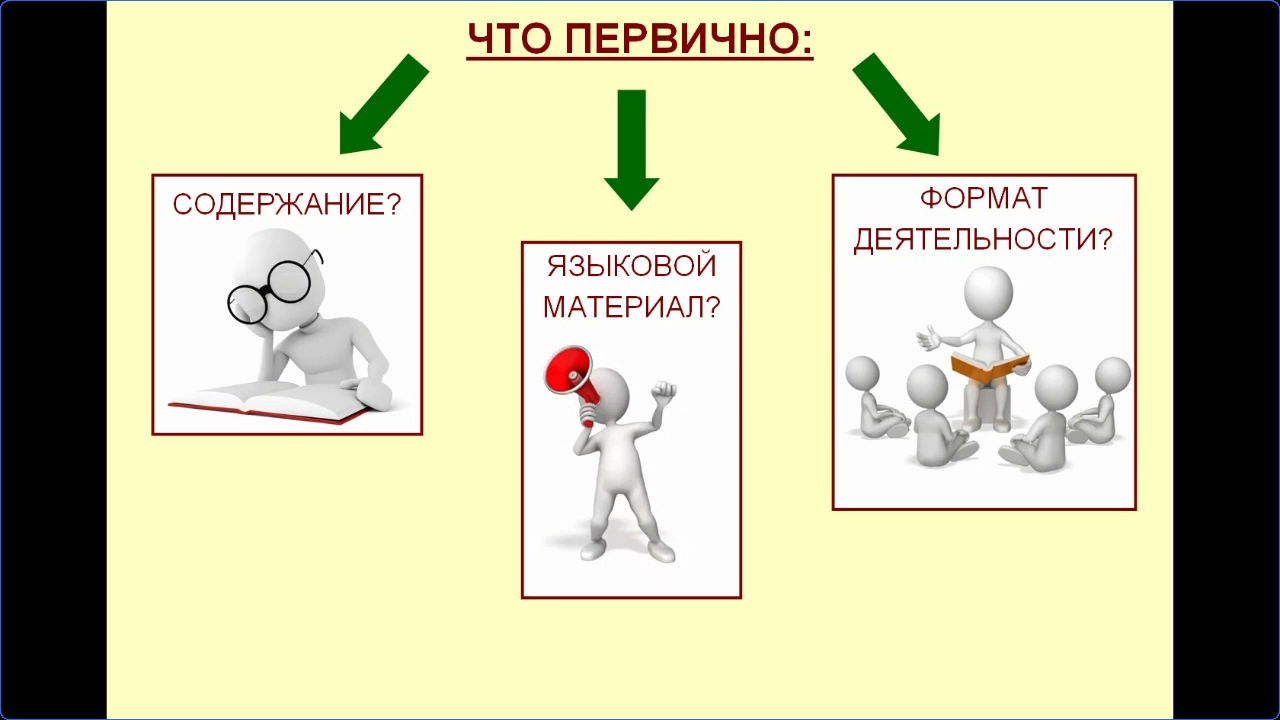 ЧТО ПЕРВИЧНО:
СОДЕРЖАНИЕ?
ЯЗЫКОВОЙ
МАТЕРИАЛ?
ФОРМАТ
ДЕЯТЕЛЬНОСТИ?